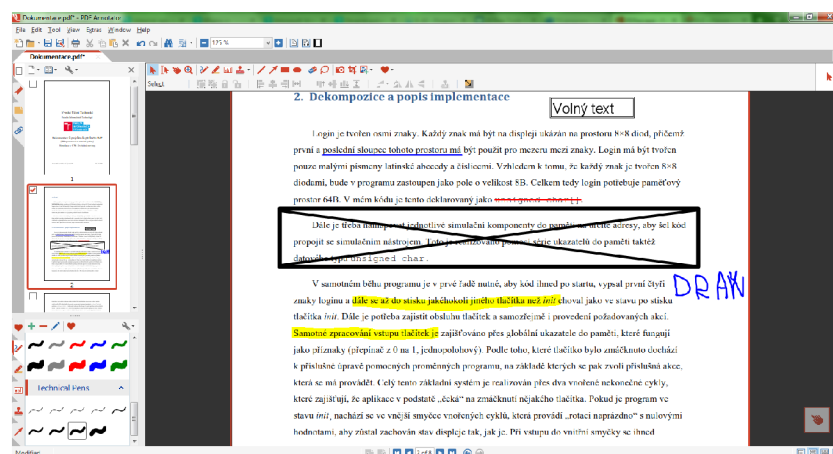 Dokumentace.pdf* - PDF Annotator
File Edit Tool View Extras Window Help
125 %
Dokumentace.pdf*
Select
2. Dekompozice a popis implementace
Volný text
Login je tvořen osmi znaky. Každý znak má být na displeji ukázán na prostoru 8×8 diod, přičemž
první a poslední sloupec tohoto prostoru má být použit pro mezeru mezi znaky. Login má být tvořen
pouze malými písmeny latinské abecedy a číslicemi. Vzhledem k tomu, že každý znak je tvořen 8×8
diodami, bude v programu zastoupen jako pole o velikost 8B. Celkem tedy login potřebuje paměťový
prostor 64B. V mém kódu je tento deklarovaný jako unsigned char[].
Dále je třeba namapovat jednotlivé simulační komponenty do paměti na určité adresy, aby šel kód
propojit se simulačním nástrojem. Toto je realizováno pomocí série ukazatelů do paměti taktéž
datového typu unsigned char.
V samotném běhu programu je v prvé řadě nutné, aby kód ihned po startu, vypsal první čtyři
DRAW
znaky loginu a dále se až do stisku jakéhokoli jiného tlačítka než init choval jako ve stavu po stisku
tlačítka init. Dále je potřeba zajistit obsluhu tlačítek a samozřejmě i provedení požadovaných akcí.
Samotné zpracování vstupu tlačítek je zajišťováno přes globální ukazatele do paměti, které fungují
jako příznaky (přepínač z 0 na 1, jednopolohový). Podle toho, které tlačítko bylo zmáčknuto dochází
k příslušné úpravě pomocných proměnných programu, na základě kterých se pak zvolí příslušná akce,
která se má provádět. Celý tento základní systém je realizován přes dva vnořené nekonečné cykly,
které zajišťují, že aplikace v podstatě „čeká“ na zmáčknutí nějakého tlačítka. Pokud je program ve
stavu init, nachází se ve vnější smyčce vnořených cyklů, která provádí „rotaci naprázdno“ s nulovými
hodnotami, aby zůstal zachován stav displeje tak, jak je. Při vstupu do vnitřní smyčky se ihned
1
2
Technical Pens
Modifier
2 of 8